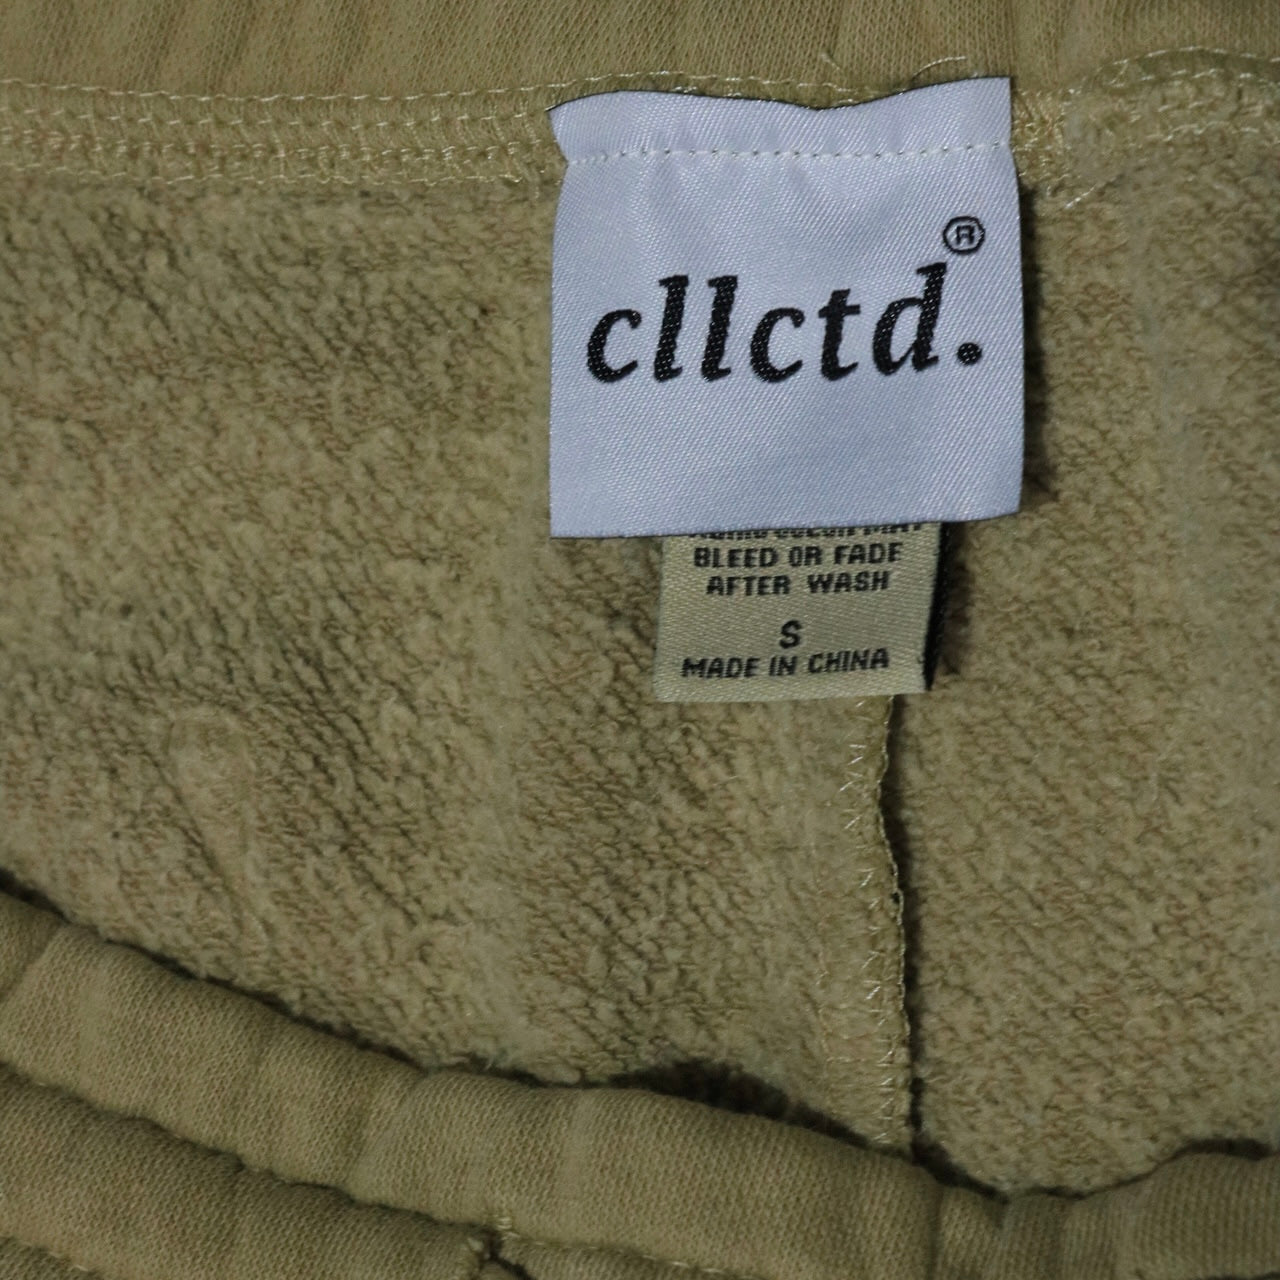 cllctd.®
BLEED OR FADE
AFTER WASH
S
MADE IN CHINA